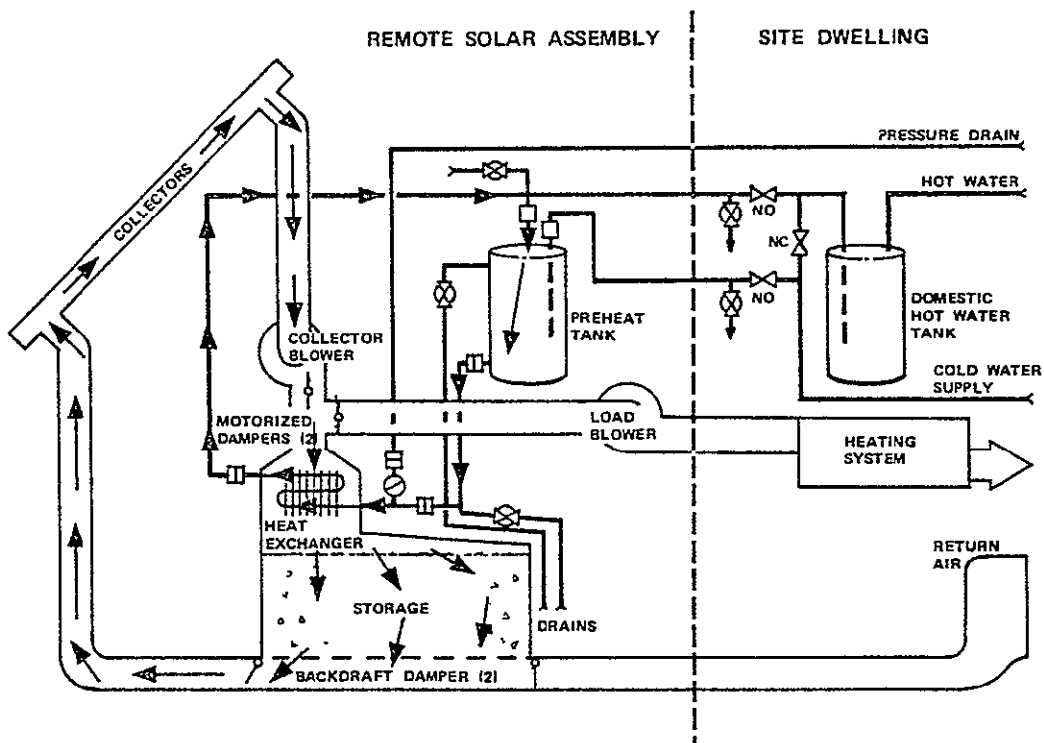 REMOTE SOLAR ASSEMBLY
SITE DWELLING
PRESSURE DRAIN
HOT WATER
COLLECTORS
NO
NC
NO
PREHEAT
TANK
DOMESTIC
HOT WATER
TANK
COLLECTOR
BLOWER
COLD WATER
SUPPLY
MOTORIZED
DAMPERS (2)
LOAD
BLOWER
HEATING
SYSTEM
HEAT
EXCHANGER
RETURN
AIR
STORAGE
DRAINS
BACKDRAFT DAMPER (2)